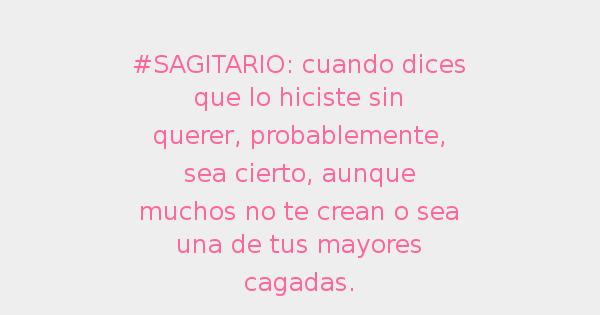 #SAGITARIO: cuando dices
que lo hiciste sin
querer, probablemente,
sea cierto, aunque
muchos no te crean o sea
una de tus mayores
cagadas.